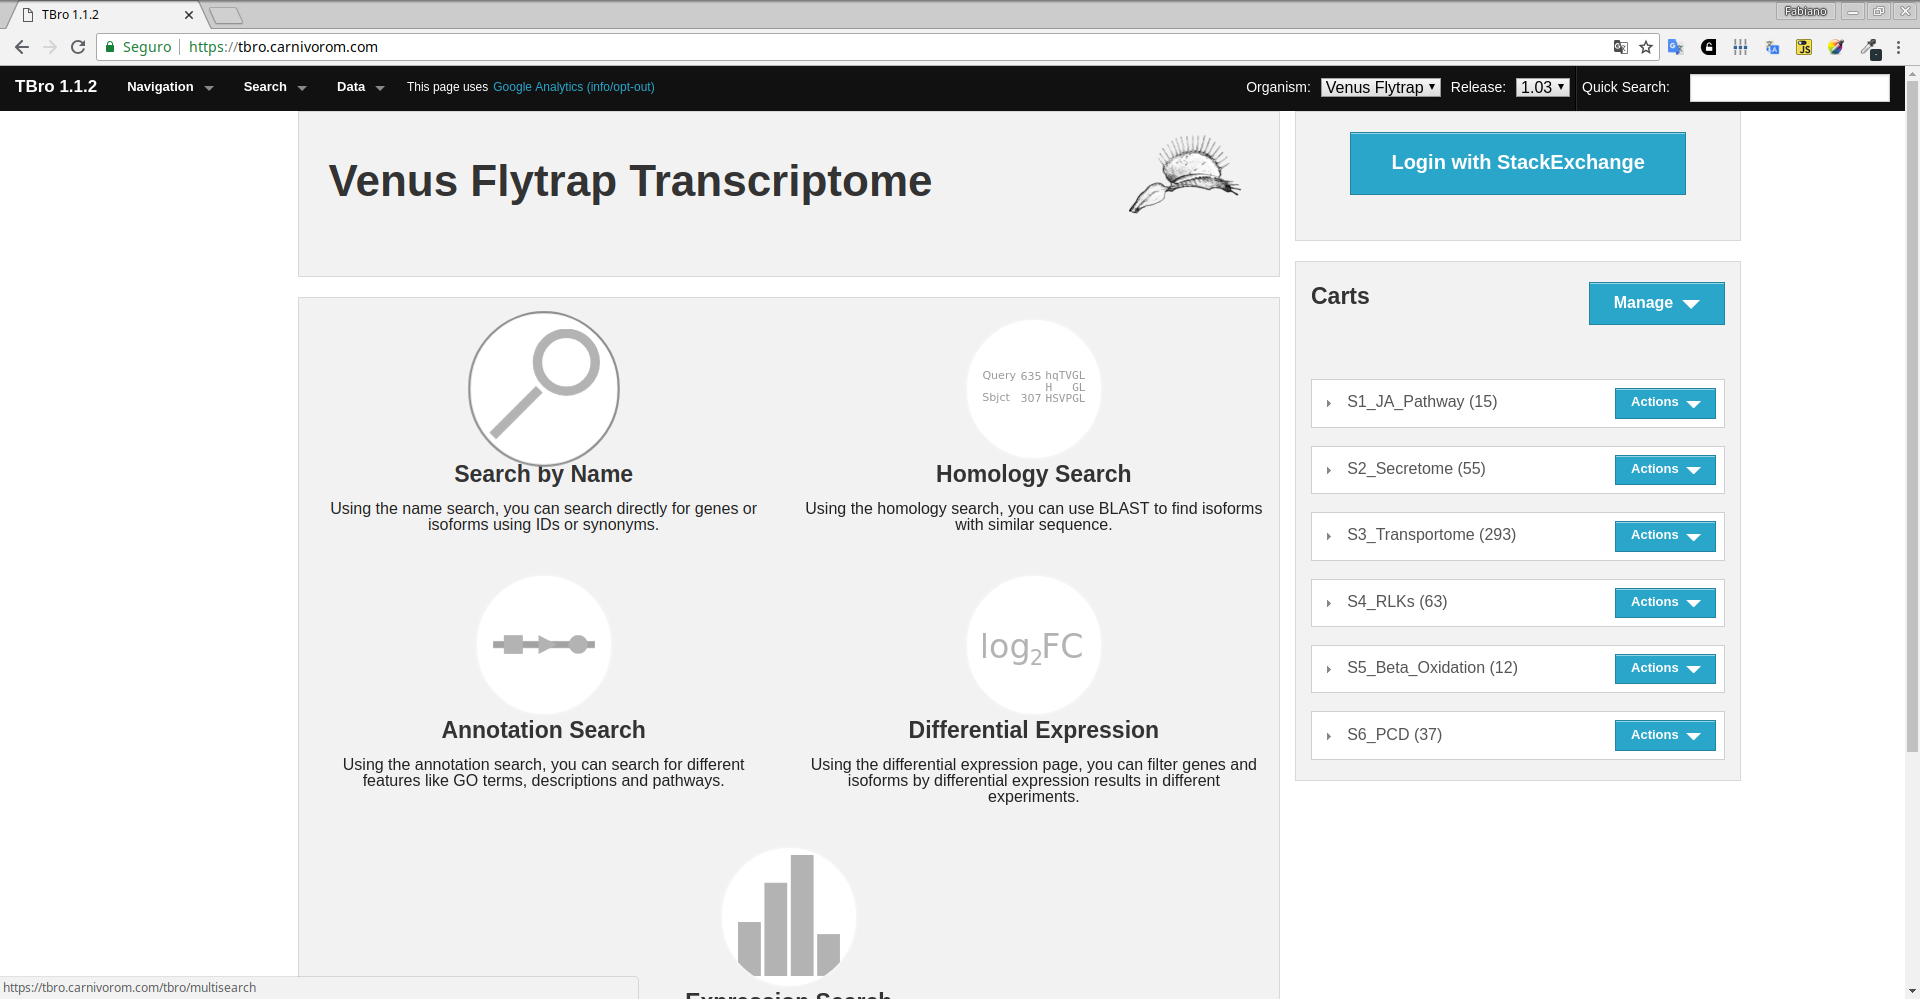 TBro 1.1.2
Fabiano
Seguro
https://tbro.carnivorom.com
TBro 1.1.2
Navigation
Search
Data
This page uses Google Analytics (info/opt-out)
Organism:
Venus Flytrap
Release:
1.03
Quick Search:
Venus Flytrap Transcriptome
Login with StackExchange
Carts
Manage
S1_JA_Pathway (15)
Actions
S2_Secretome (55)
Actions
S3_Transportome (293)
Actions
S4_RLKs (63)
Actions
S5_Beta_Oxidation (12)
Actions
S6_PCD (37)
Actions
Search by Name
Using the name search, you can search directly for genes or
isoforms using IDs or synonyms.
Query 635 hqTVGL
H GL
Sbjct 307 HSVPGL
Homology Search
Using the homology search, you can use BLAST to find isoforms
with similar sequence.
Annotation Search
Using the annotation search, you can search for different
features like GO terms, descriptions and pathways.
log2FC
Differential Expression
Using the differential expression page, you can filter genes and
isoforms by differential expression results in different
experiments.
Expression Search
https://tbro.carnivorom.com/tbro/multisearch